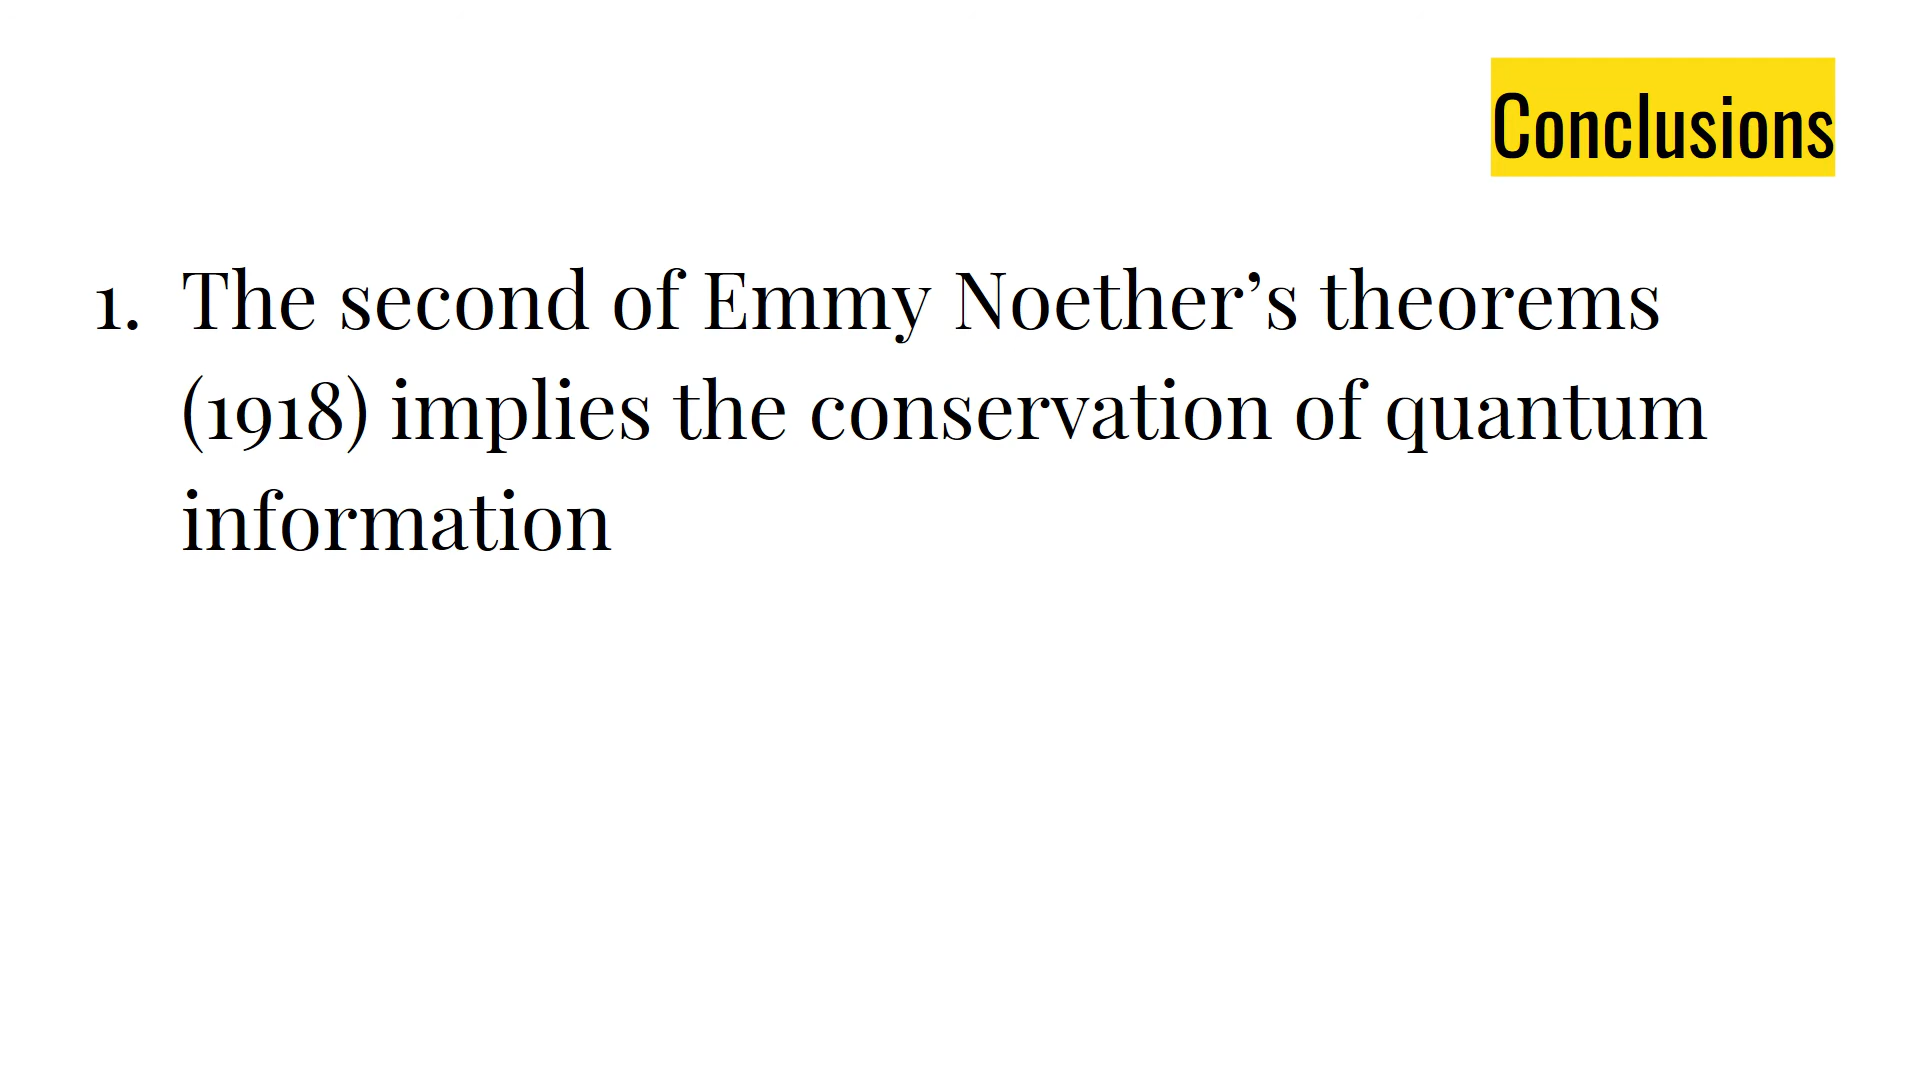 Conclusions
1. The second of Emmy Noether’s theorems
(1918) implies the conservation of quantum
information